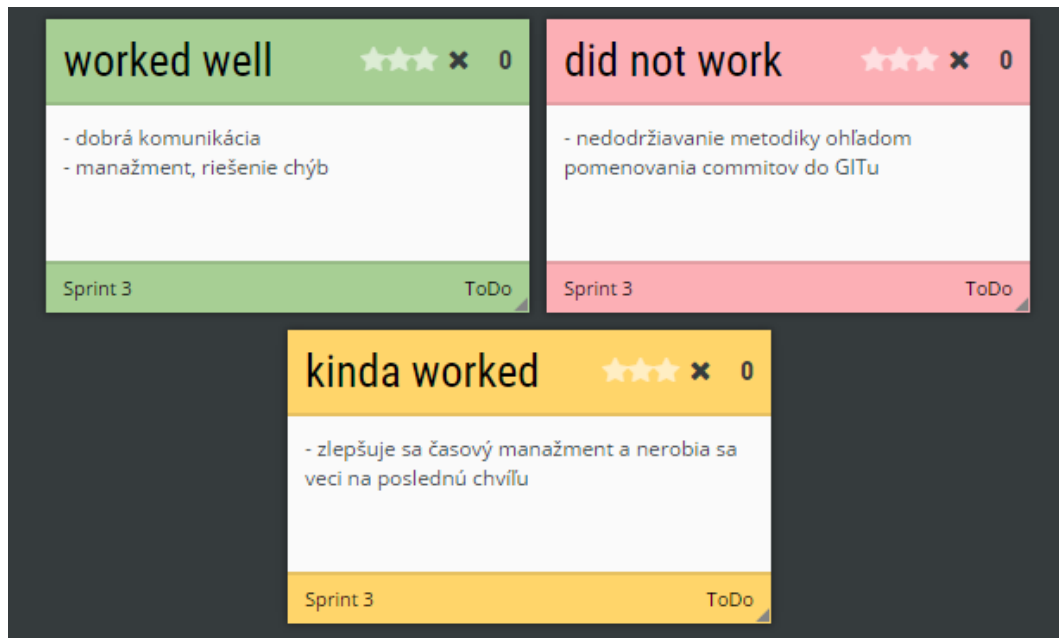 worked well 0
- dobrá komunikácia
- manažment, riešenie chýb
Sprint 3 ToDo
did not work 0
- nedodržiavanie metodiky ohľadom
pomenovania commitov do GITu
Sprint 3 ToDo
kinda worked 0
- zlepšuje sa časový manažment a nerobia sa
veci na poslednú chvíľu
Sprint 3 ToDo